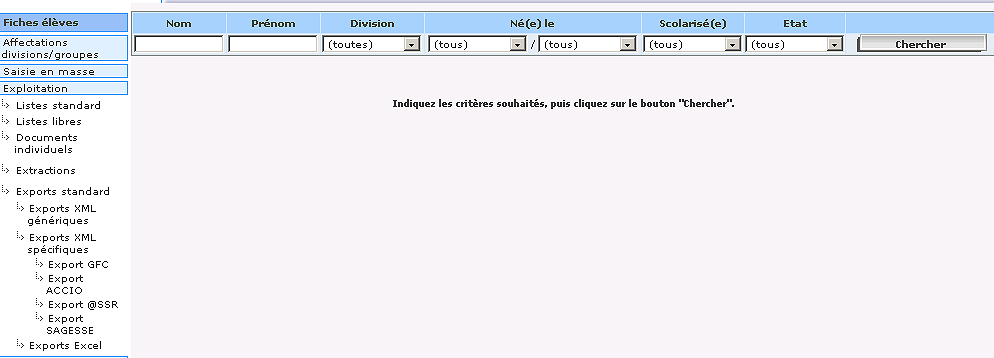 Fiches élèves
Affectations
divisions/groupes
Saisie en masse
Exploitation
Listes standard
Listes libres
Documents
individuels
Extractions
Exports standard
Exports XML
génériques
Exports XML
spécifiques
Export GFC
Export
ACCIO
Export @SSR
Export
SAGESSE
Exports Excel
Nom Prénom Division Né(e) le Scolarisé(e) Etat
(toutes) (tous) / (tous) (tous) (tous) Chercher
Indiquez les critères souhaités, puis cliquez sur le bouton "Chercher".